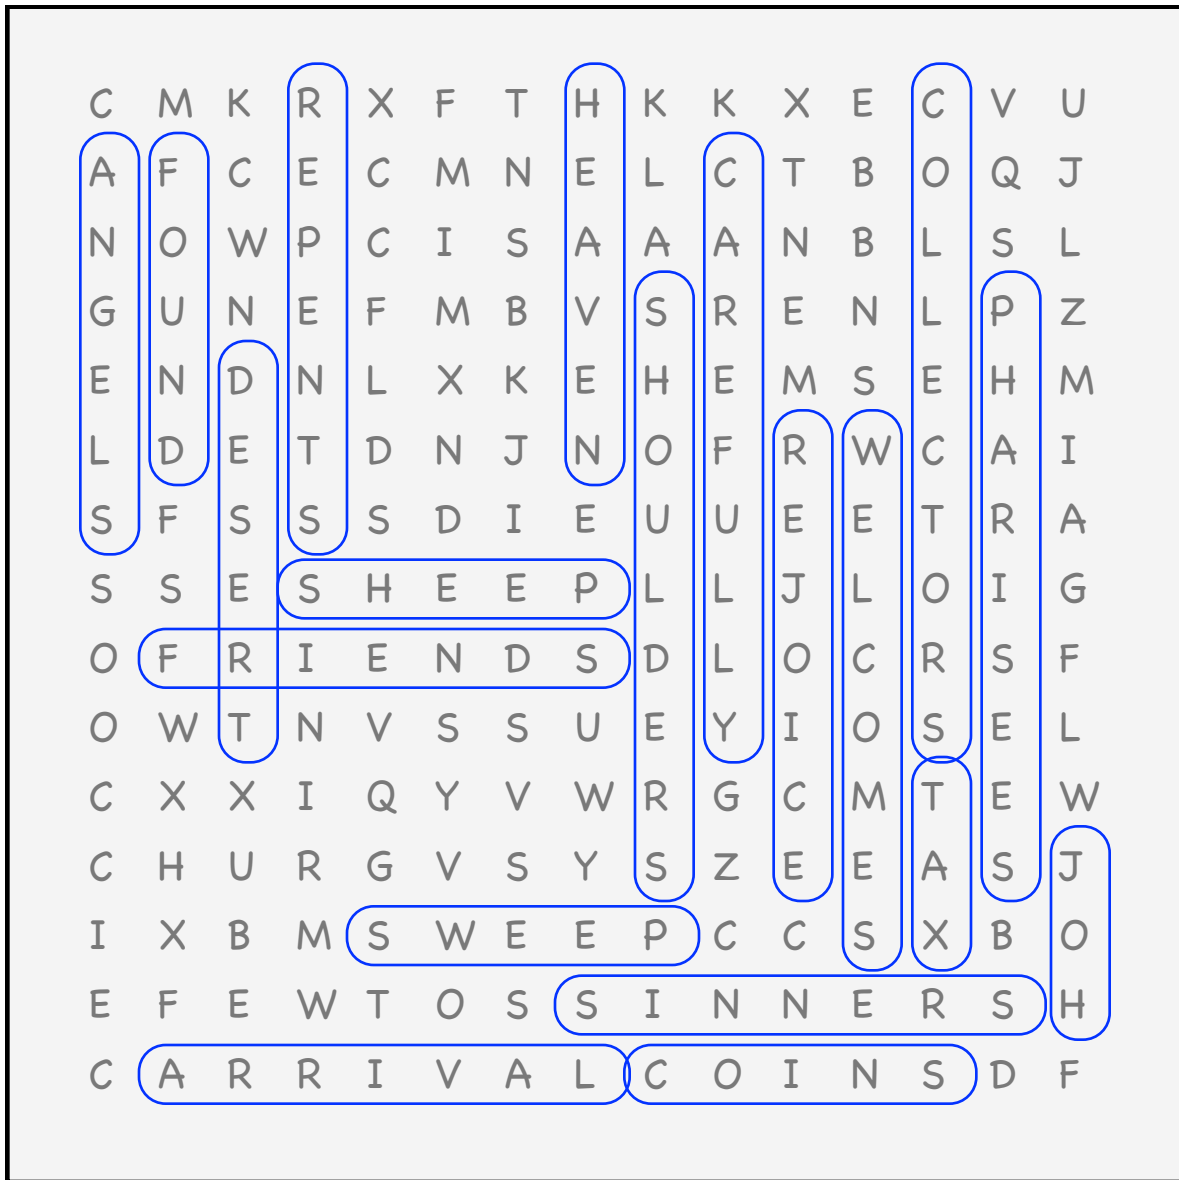 C M K R X F T H K K X E C V U
A F C E C M N E L C T B O Q J
N O W P C I S A A A N B L S L
G U N E F M B V S R E N L P Z
E N D N L X K E H E M S E H M
L D E T D N J N O F R W C A I
S F S S S D I E U U E E T R A
S S E S H E E P L L J L O I G
O F R I E N D S D L O C R S F
O W T N V S S U E Y I O S E L
C X X I Q Y V W R G C M T E W
C H U R G V S Y S Z E E A S J
I X B M S W E E P C C S X B O
E F E W T O S S I N N E R S H
C A R R I V A L C O I N S D F